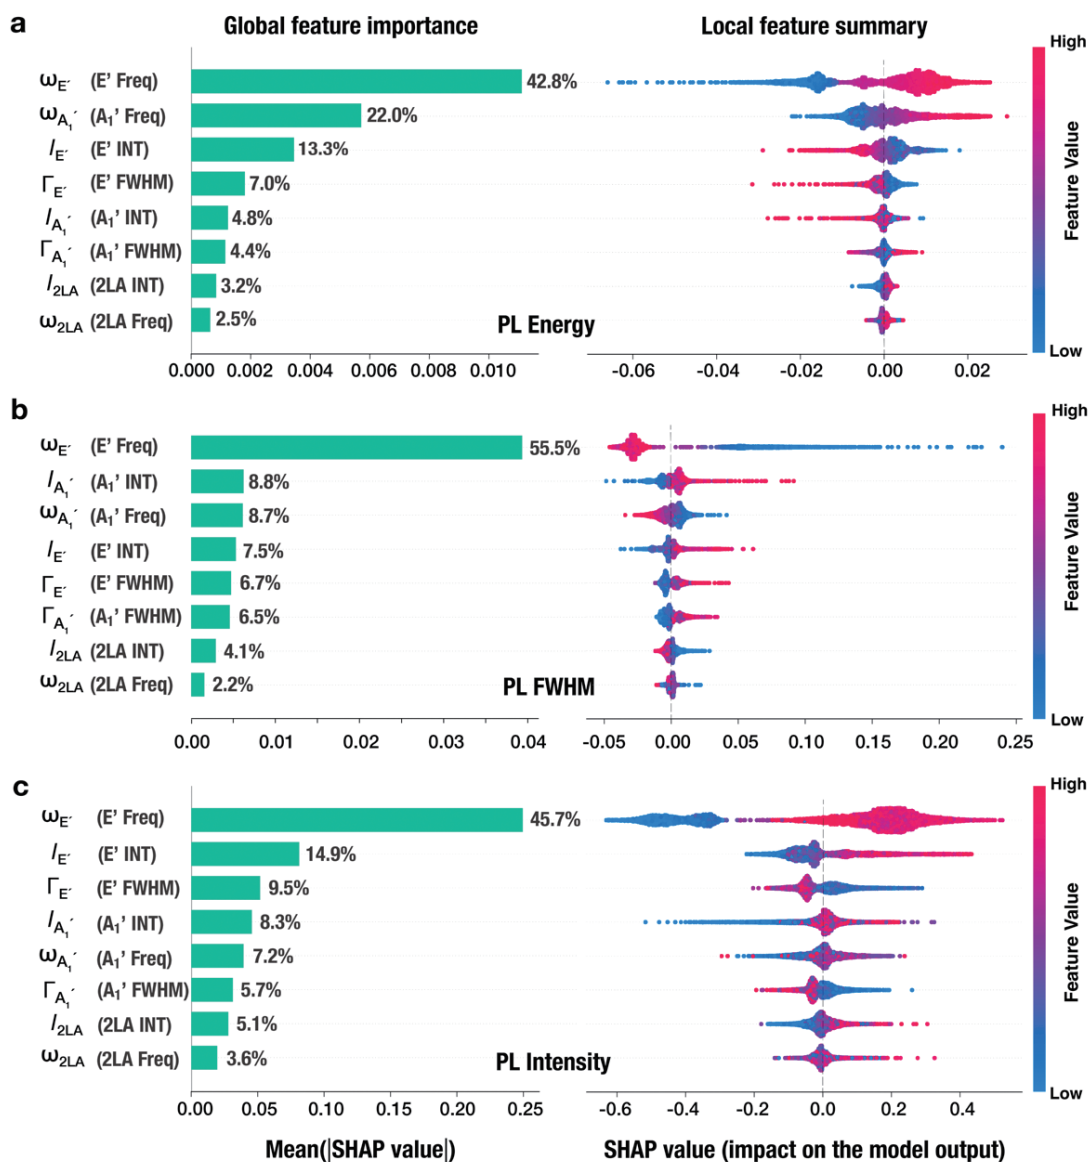 a
Global feature importance
Local feature summary
ωE′ (E’ Freq) 42.8%
ωA₁′ (A₁’ Freq) 22.0%
IE′ (E’ INT) 13.3%
ΓE′ (E’ FWHM) 7.0%
IA₁′ (A₁’ INT) 4.8%
ΓA₁′ (A₁’ FWHM) 4.4%
I2LA (2LA INT) 3.2%
ω2LA (2LA Freq) 2.5%
PL Energy
0.000 0.002 0.004 0.006 0.008 0.010
-0.06 -0.04 -0.02 0.00 0.02
High
Feature Value
Low
b
ωE′ (E’ Freq) 55.5%
IA₁′ (A₁’ INT) 8.8%
ωA₁′ (A₁’ Freq) 8.7%
IE′ (E’ INT) 7.5%
ΓE′ (E’ FWHM) 6.7%
ΓA₁′ (A₁’ FWHM) 6.5%
I2LA (2LA INT) 4.1%
ω2LA (2LA Freq) 2.2%
PL FWHM
0.00 0.01 0.02 0.03 0.04
-0.05 0.00 0.05 0.10 0.15 0.20 0.25
High
Feature Value
Low
c
ωE′ (E’ Freq) 45.7%
IE′ (E’ INT) 14.9%
ΓE′ (E’ FWHM) 9.5%
IA₁′ (A₁’ INT) 8.3%
ωA₁′ (A₁’ Freq) 7.2%
ΓA₁′ (A₁’ FWHM) 5.7%
I2LA (2LA INT) 5.1%
ω2LA (2LA Freq) 3.6%
PL Intensity
0.00 0.05 0.10 0.15 0.20 0.25
-0.6 -0.4 -0.2 0.0 0.2 0.4
High
Feature Value
Low
Mean(|SHAP value|)
SHAP value (impact on the model output)